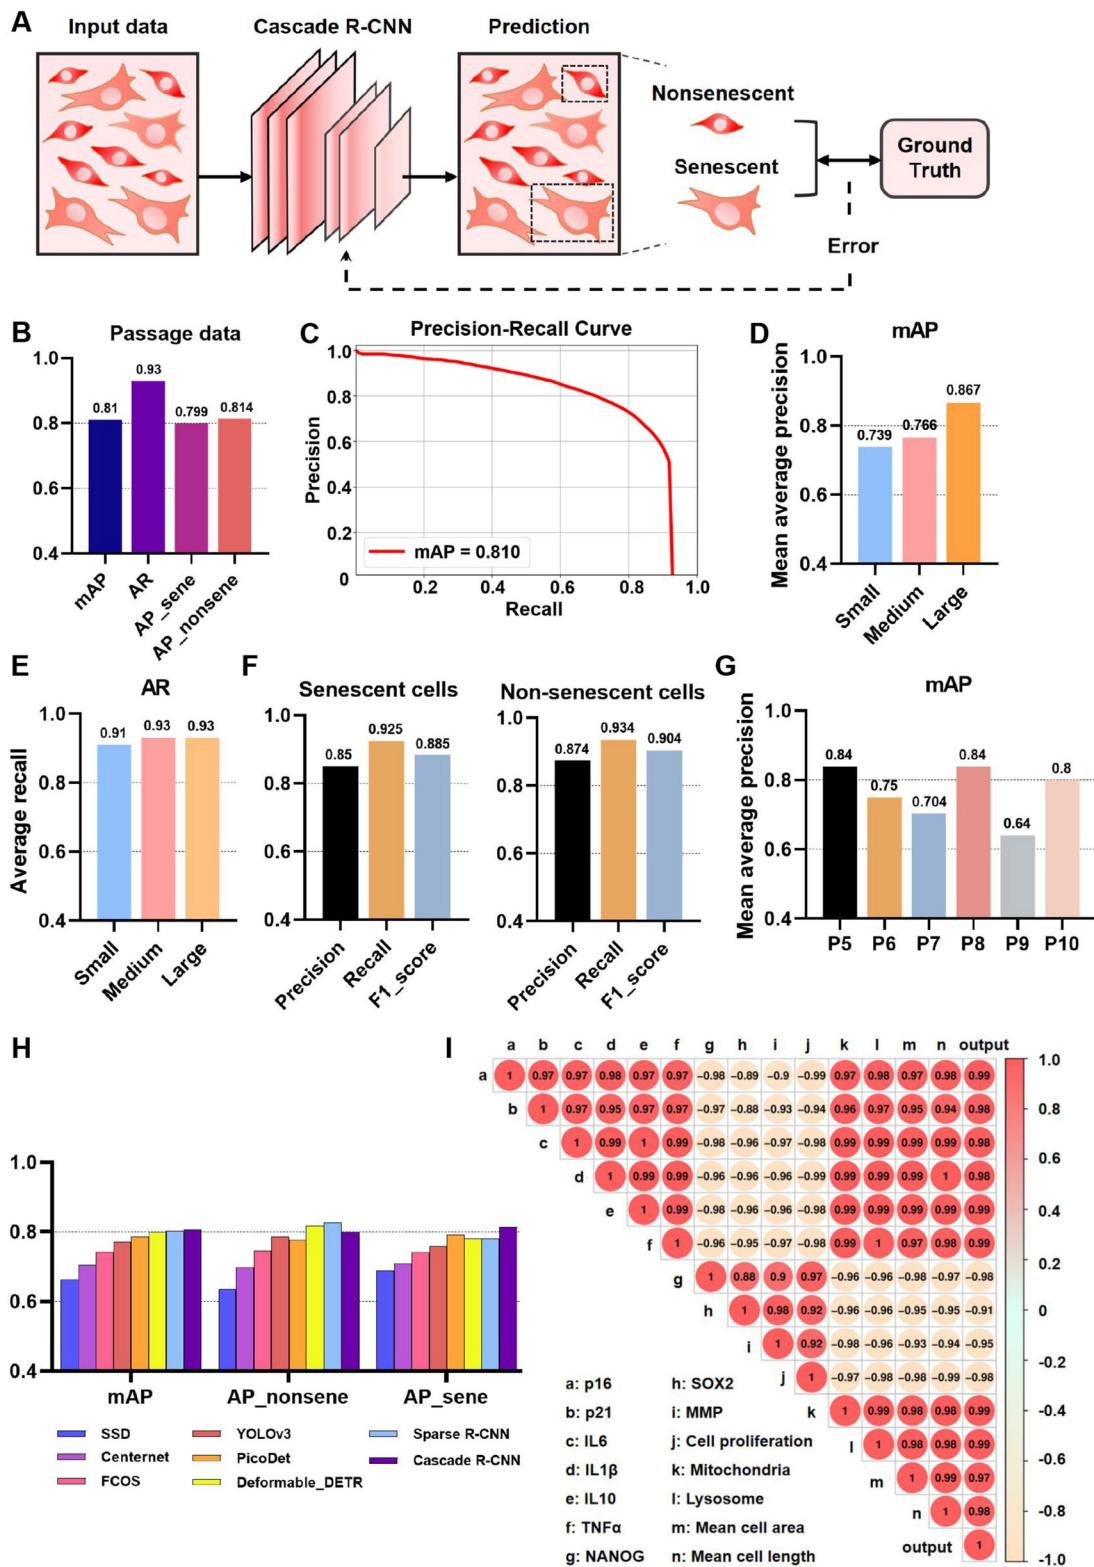 A
Input data
Cascade R-CNN
Prediction
Nonsenescent
Senescent
Ground
Truth
Error
B
Passage data
1.0
0.8
0.6
0.4
0.81
0.93
0.799
0.814
mAP
AR
AP_sene
AP_nonsene
C
Precision-Recall Curve
Precision
1.0
0.8
0.6
0.4
0.2
0
mAP = 0.810
0.2
0.4
0.6
0.8
1.0
Recall
D
mAP
Mean average precision
1.0
0.8
0.6
0.4
0.739
0.766
0.867
Small
Medium
Large
E
AR
Average recall
1.0
0.8
0.6
0.4
0.91
0.93
0.93
Small
Medium
Large
F
Senescent cells
1.0
0.8
0.6
0.4
0.85
0.925
0.885
Precision
Recall
F1_score
Non-senescent cells
1.0
0.8
0.6
0.4
0.874
0.934
0.904
Precision
Recall
F1_score
G
mAP
Mean average precision
1.0
0.8
0.6
0.4
0.84
0.75
0.704
0.84
0.64
0.8
P5 P6 P7 P8 P9 P10
H
1.0
0.8
0.6
0.4
mAP
AP_nonsene
AP_sene
SSD
Centernet
FCOS
YOLOv3
PicoDet
Deformable_DETR
Sparse R-CNN
Cascade R-CNN
I
a b c d e f g h i j k l m n output
a 1 0.97 0.97 0.98 0.97 0.97 −0.98 −0.89 −0.9 −0.99 0.97 0.98 0.97 0.98 0.99
b 1 0.97 0.95 0.97 0.97 −0.97 −0.88 −0.93 −0.94 0.96 0.97 0.95 0.94 0.98
c 1 0.99 1 0.99 −0.98 −0.96 −0.97 −0.98 0.99 0.99 0.99 0.99 0.98
d 1 0.99 0.99 −0.96 −0.96 −0.96 −0.99 0.99 0.99 0.99 1 0.98
e 1 0.99 −0.98 −0.96 −0.96 −0.98 0.99 0.99 0.99 0.99 0.99
f 1 −0.96 −0.95 −0.97 −0.98 0.99 1 0.97 0.98 0.99
g 1 0.88 0.9 0.97 −0.96 −0.96 −0.98 −0.97 −0.98
h 1 0.98 0.92 −0.96 −0.96 −0.95 −0.95 −0.91
i 1 0.92 −0.98 −0.96 −0.93 −0.94 −0.95
j 1 −0.97 −0.98 −0.98 −0.99 −0.98
k 1 0.99 0.98 0.98 0.99
l 1 0.98 0.98 0.99
m 1 0.99 0.97
n 1 0.98
output 1
a: p16
b: p21
c: IL6
d: IL1β
e: IL10
f: TNFα
g: NANOG
h: SOX2
i: MMP
j: Cell proliferation
k: Mitochondria
l: Lysosome
m: Mean cell area
n: Mean cell length
1.0
0.8
0.6
0.4
0.2
0
-0.2
-0.4
-0.6
-0.8
-1.0